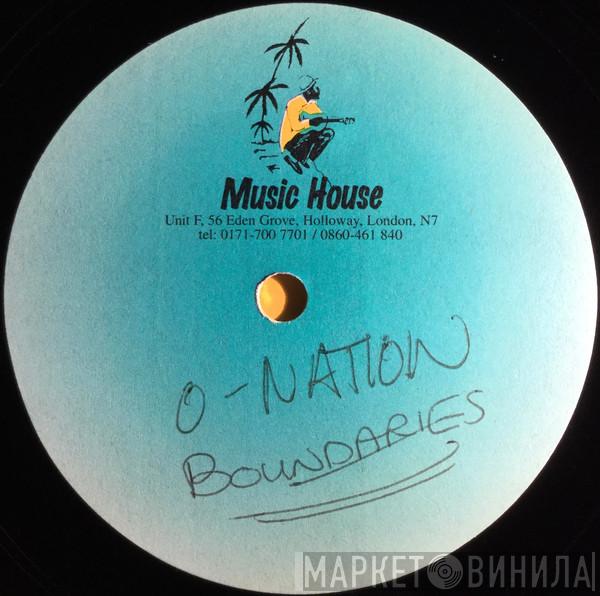 Music House
Unit F, 56 Eden Grove, Holloway, London, N7
tel: 0171-700 7701 / 0860-461 840
O-NATION
BOUNDARIES
МАРКЕТ ВИНИЛА